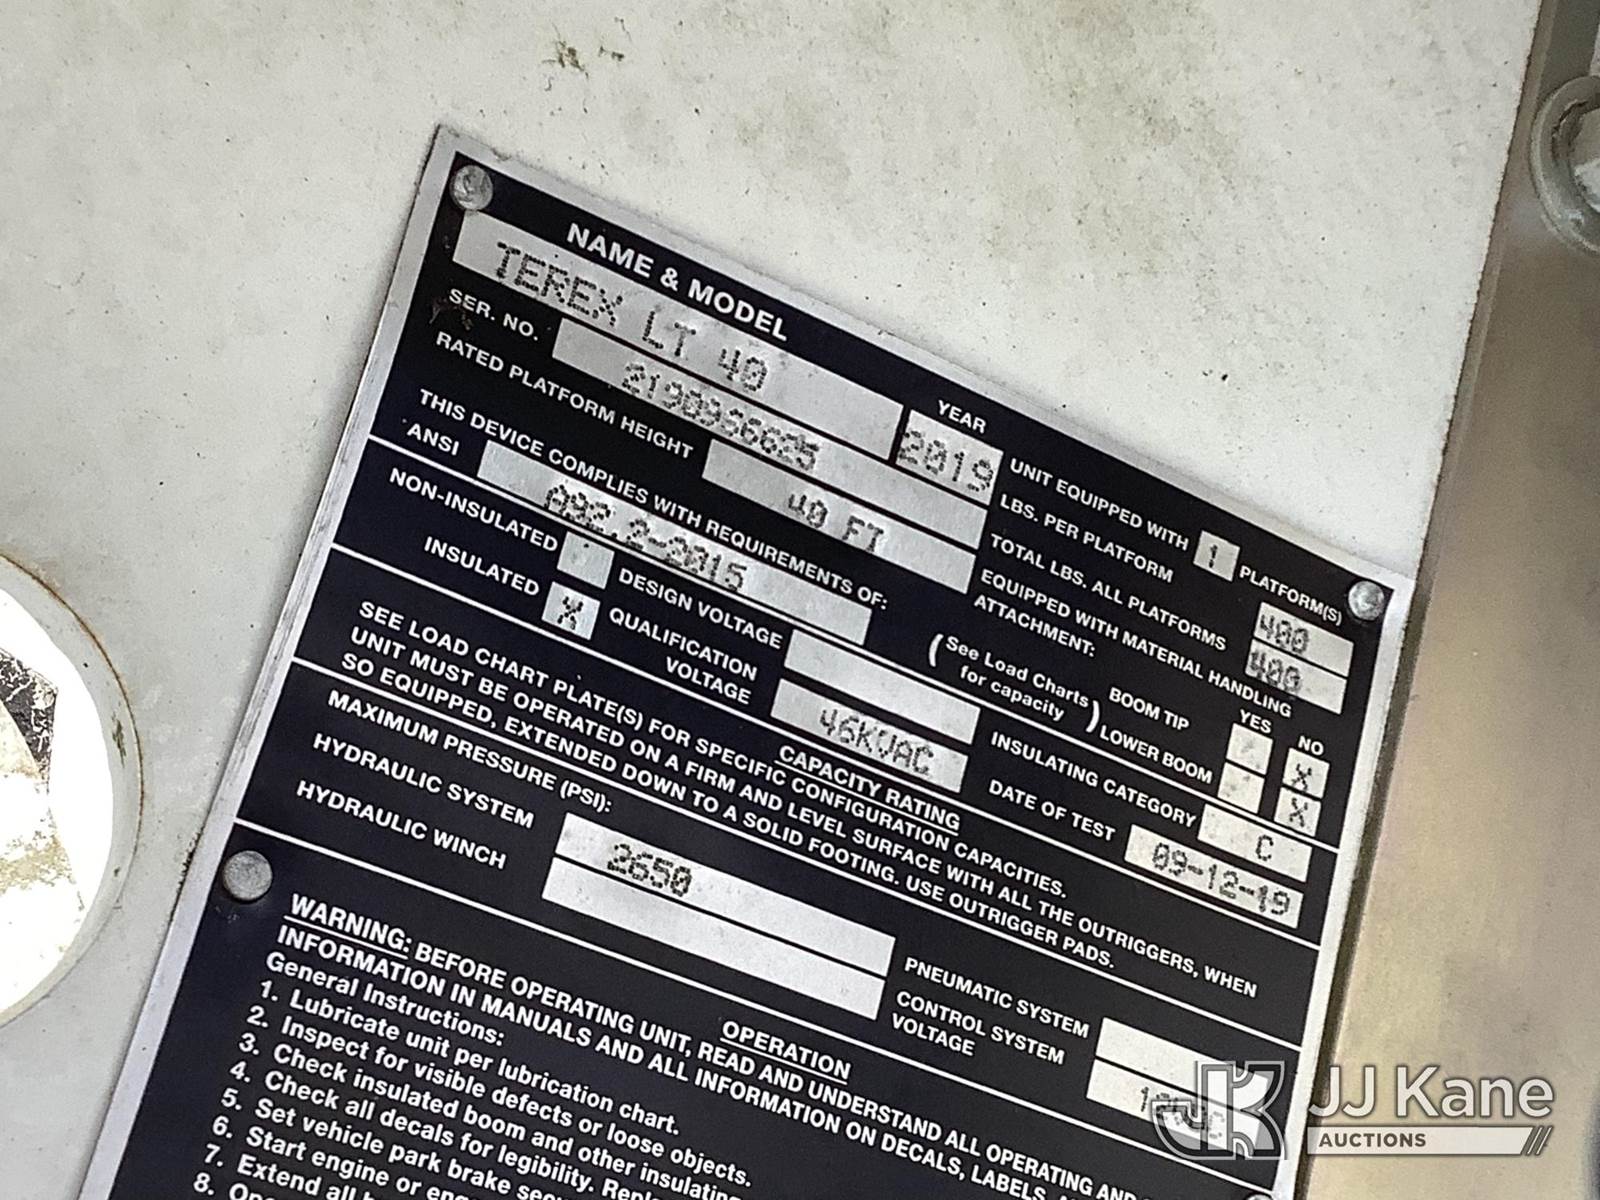 NAME & MODEL
TEREX LT 40
YEAR
2019
SER. NO. 2190966625
RATED PLATFORM HEIGHT 40 FT
THIS DEVICE COMPLIES WITH REQUIREMENTS OF:
ANSI A92.2-2015
UNIT EQUIPPED WITH 1 PLATFORM(S)
LBS. PER PLATFORM 400
TOTAL LBS. ALL PLATFORMS 400
EQUIPPED WITH MATERIAL HANDLING
ATTACHMENT:
YES NO
(See Load Charts
for capacity)
BOOM TIP X
LOWER BOOM X
NON-INSULATED
INSULATED X
DESIGN VOLTAGE
QUALIFICATION
VOLTAGE 46KVAC
INSULATING CATEGORY C
DATE OF TEST 09-12-19
CAPACITY RATING
SEE LOAD CHART PLATE(S) FOR SPECIFIC CONFIGURATION CAPACITIES.
UNIT MUST BE OPERATED ON A FIRM AND LEVEL SURFACE WITH ALL THE OUTRIGGERS, WHEN
SO EQUIPPED, EXTENDED DOWN TO A SOLID FOOTING. USE OUTRIGGER PADS.
MAXIMUM PRESSURE (PSI):
HYDRAULIC SYSTEM 2650
HYDRAULIC WINCH
PNEUMATIC SYSTEM
CONTROL SYSTEM
VOLTAGE
OPERATION
WARNING: BEFORE OPERATING UNIT, READ AND UNDERSTAND ALL OPERATING AND
INFORMATION IN MANUALS AND ALL INFORMATION ON DECALS, LABELS,
General Instructions:
1. Lubricate unit per lubrication chart.
2. Inspect for visible defects or loose objects.
3. Check insulated boom and other insulating
4. Check all decals for legibility.
5. Set vehicle park brake
6. Start engine or
7. Extend all
8.
JJ Kane
AUCTIONS